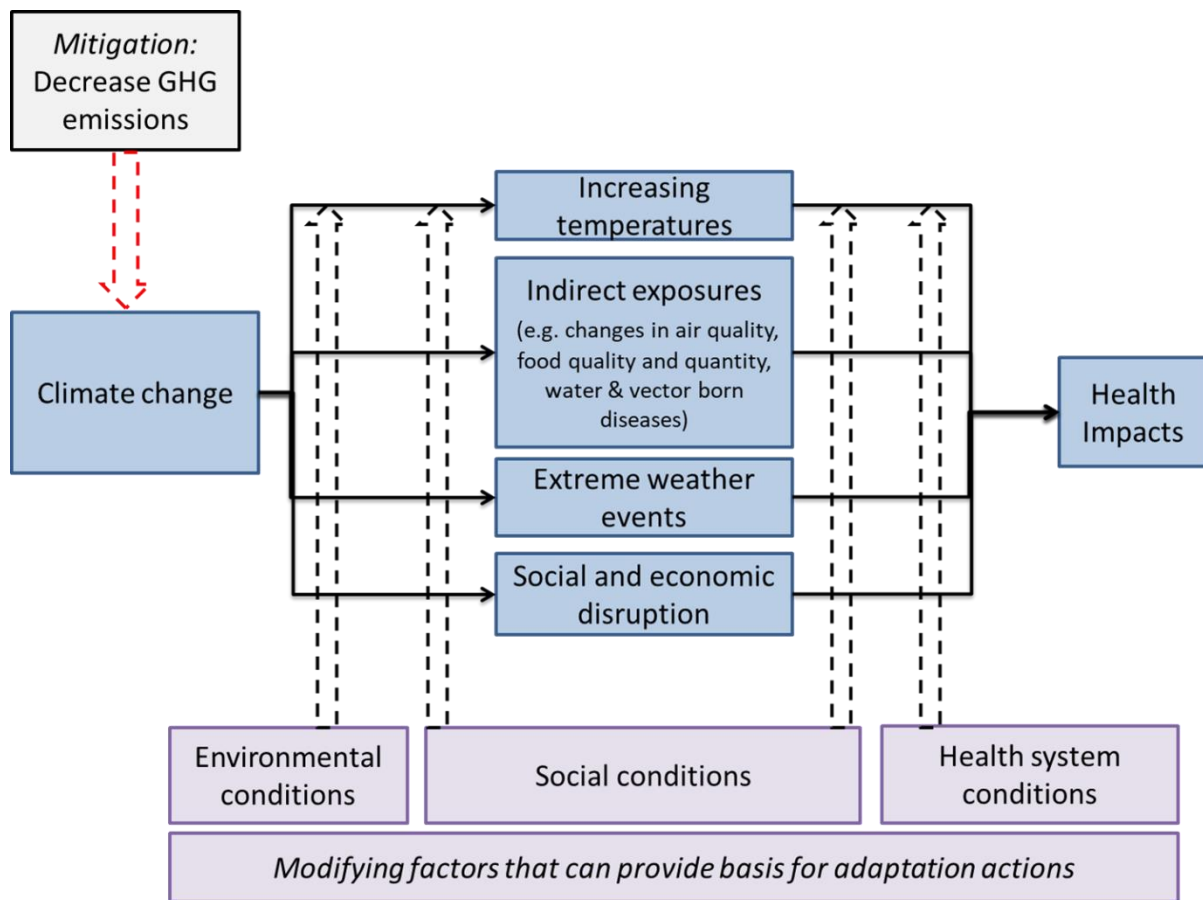 Mitigation:
Decrease GHG
emissions
Increasing
temperatures
Indirect exposures
(e.g. changes in air quality,
food quality and quantity,
water & vector born
diseases)
Climate change
Health
Impacts
Extreme weather
events
Social and economic
disruption
Environmental
conditions
Social conditions
Health system
conditions
Modifying factors that can provide basis for adaptation actions